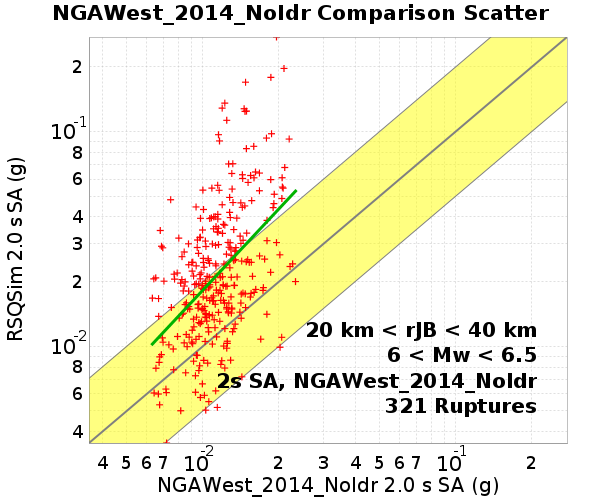 NGAWest_2014_NoIdr Comparison Scatter
RSQSim 2.0 s SA (g)
2
10⁻¹
8
6
4
3
2
10⁻²
8
6
4
20 km < rJB < 40 km
6 < Mw < 6.5
2s SA, NGAWest_2014_NoIdr
321 Ruptures
4 5 6 7 10⁻² 2 3 4 5 6 7 10⁻¹ 2
NGAWest_2014_NoIdr 2.0 s SA (g)